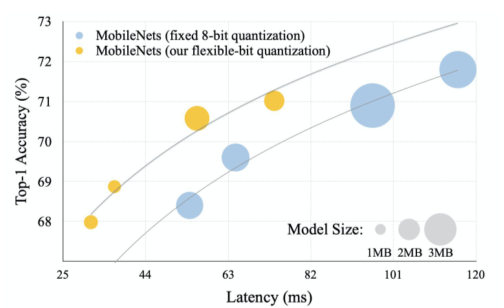 MobileNets (fixed 8-bit quantization)
MobileNets (our flexible-bit quantization)
Top-1 Accuracy (%)
73
72
71
70
69
68
Model Size:
1MB 2MB 3MB
25 44 63 82 101 120
Latency (ms)